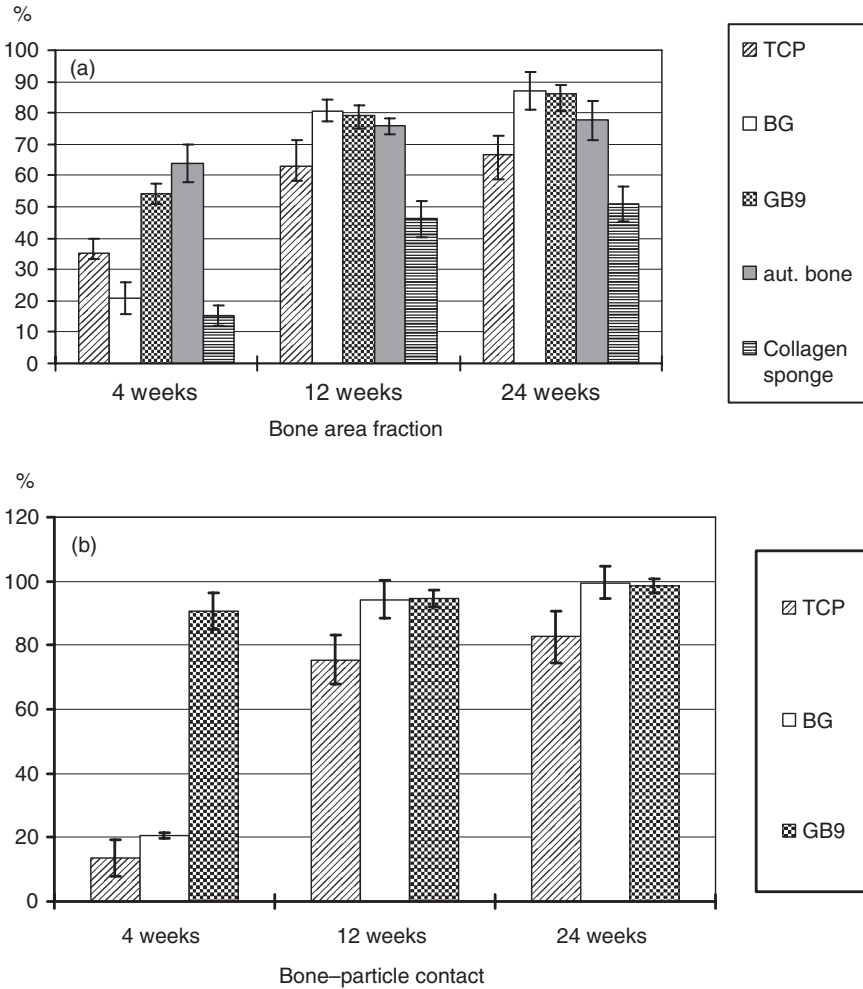 %
100
90
80
70
60
50
40
30
20
10
0
(a)
4 weeks
12 weeks
24 weeks
Bone area fraction
TCP
BG
GB9
aut. bone
Collagen
sponge
%
120
100
80
60
40
20
0
(b)
4 weeks
12 weeks
24 weeks
Bone–particle contact
TCP
BG
GB9